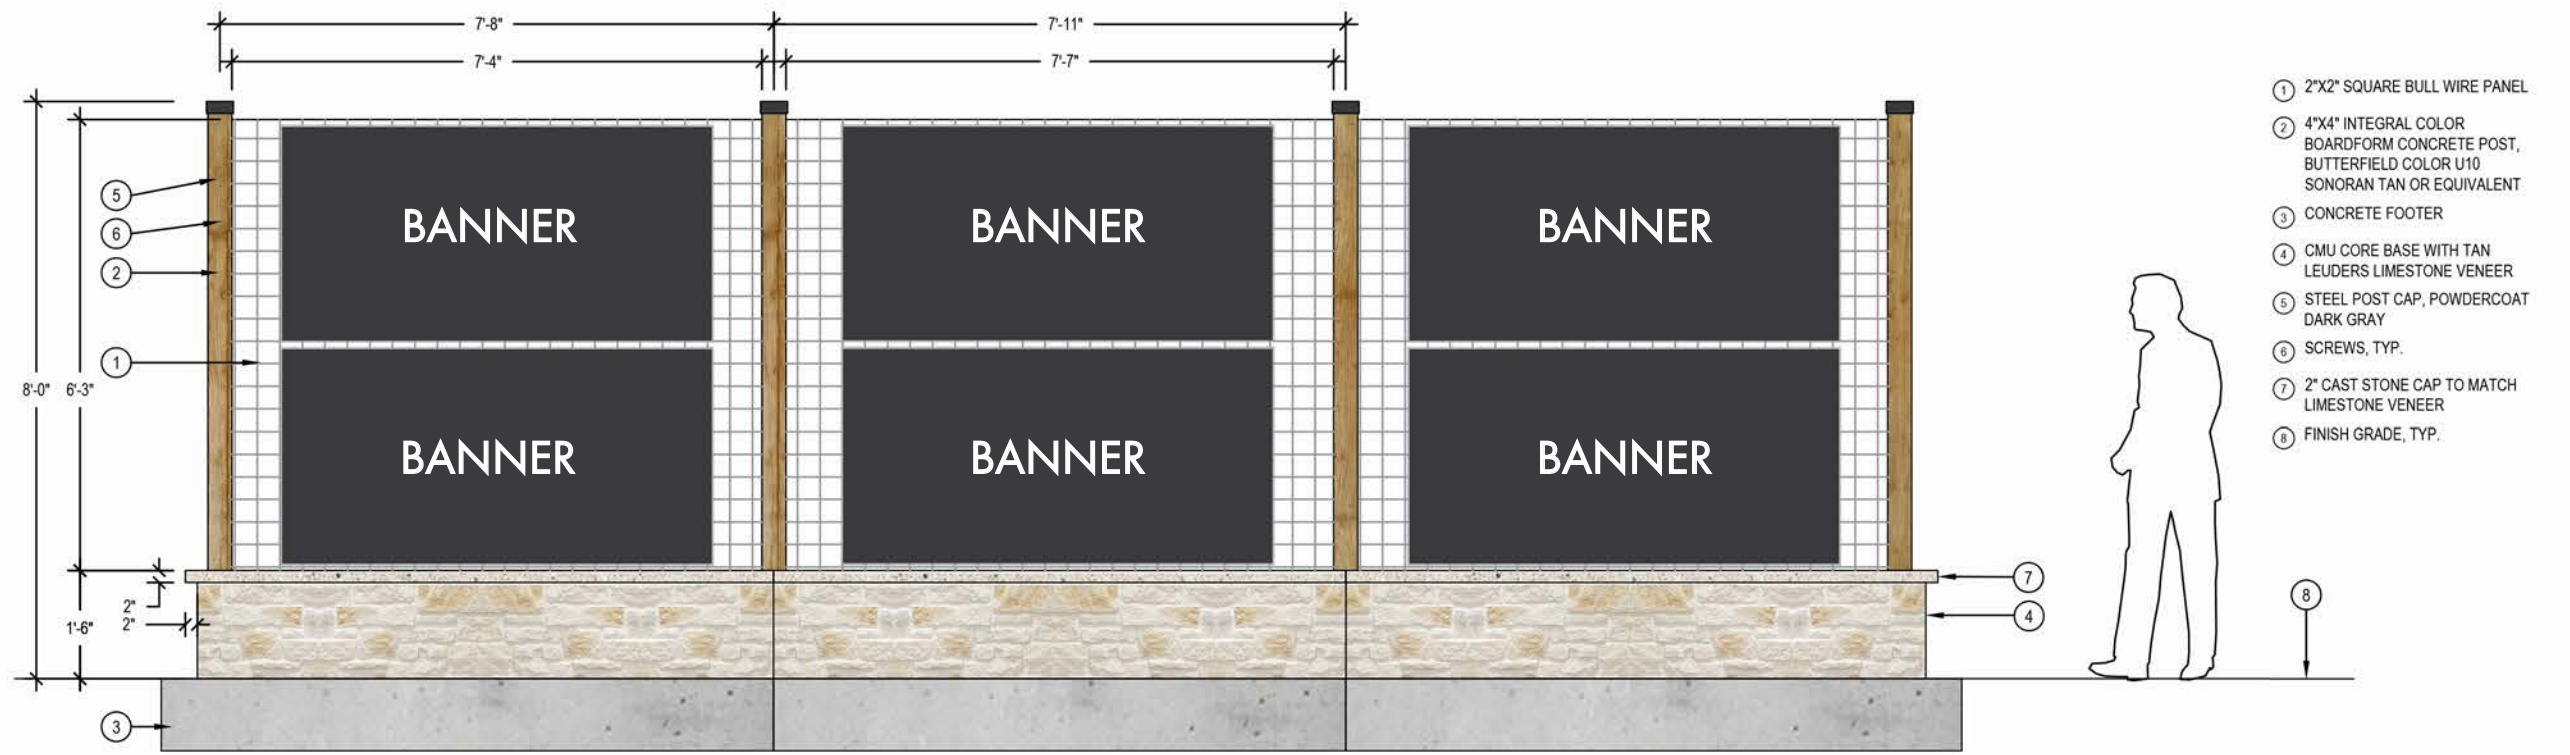 7'-8"
7'-11"
7'-4"
7'-7"
1 2"X2" SQUARE BULL WIRE PANEL
2 4"X4" INTEGRAL COLOR
BOARDFORM CONCRETE POST,
BUTTERFIELD COLOR U10
SONORAN TAN OR EQUIVALENT
3 CONCRETE FOOTER
4 CMU CORE BASE WITH TAN
LEUDERS LIMESTONE VENEER
5 STEEL POST CAP, POWDERCOAT
DARK GRAY
6 SCREWS, TYP.
7 2" CAST STONE CAP TO MATCH
LIMESTONE VENEER
8 FINISH GRADE, TYP.
5
6
2
1
8'-0"
6'-3"
BANNER
BANNER
BANNER
BANNER
BANNER
BANNER
2"
2"
1'-6"
7
4
8
3